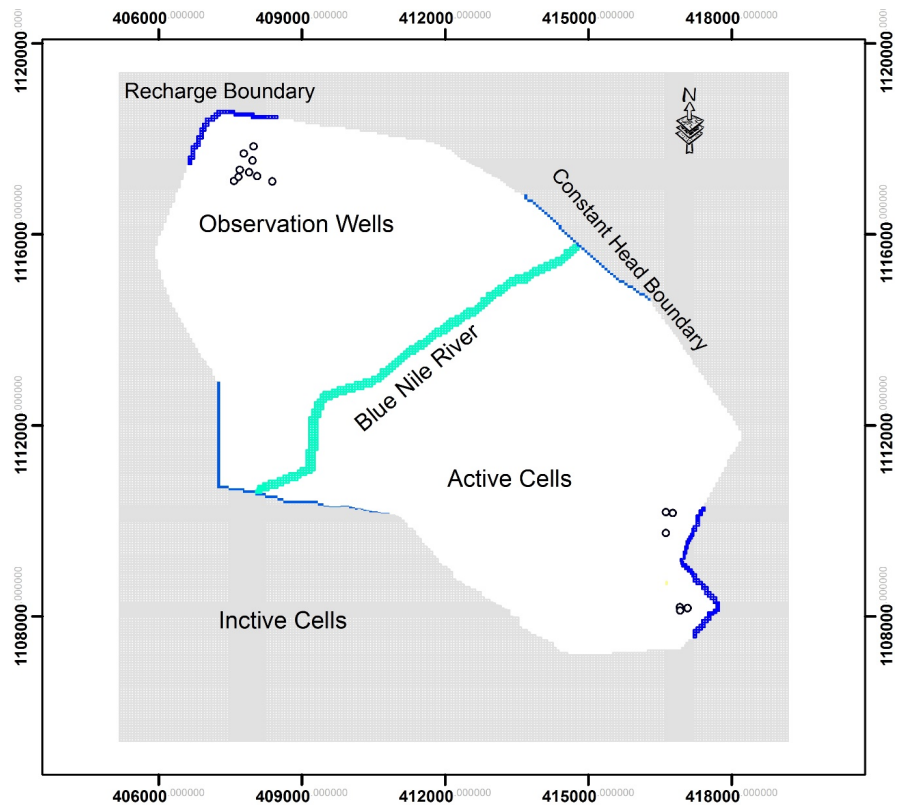 406000.000000 409000.000000 412000.000000 415000.000000 418000.000000
1120000.000000
1120000
Recharge Boundary
N
Constant Head Boundary
Observation Wells
1116000.000000
1116000.000000
Blue Nile River
1112000.000000
1112000.000000
Active Cells
Inctive Cells
1108000.000000
1108000.000000
406000.000000 409000.000000 412000.000000 415000.000000 418000.000000